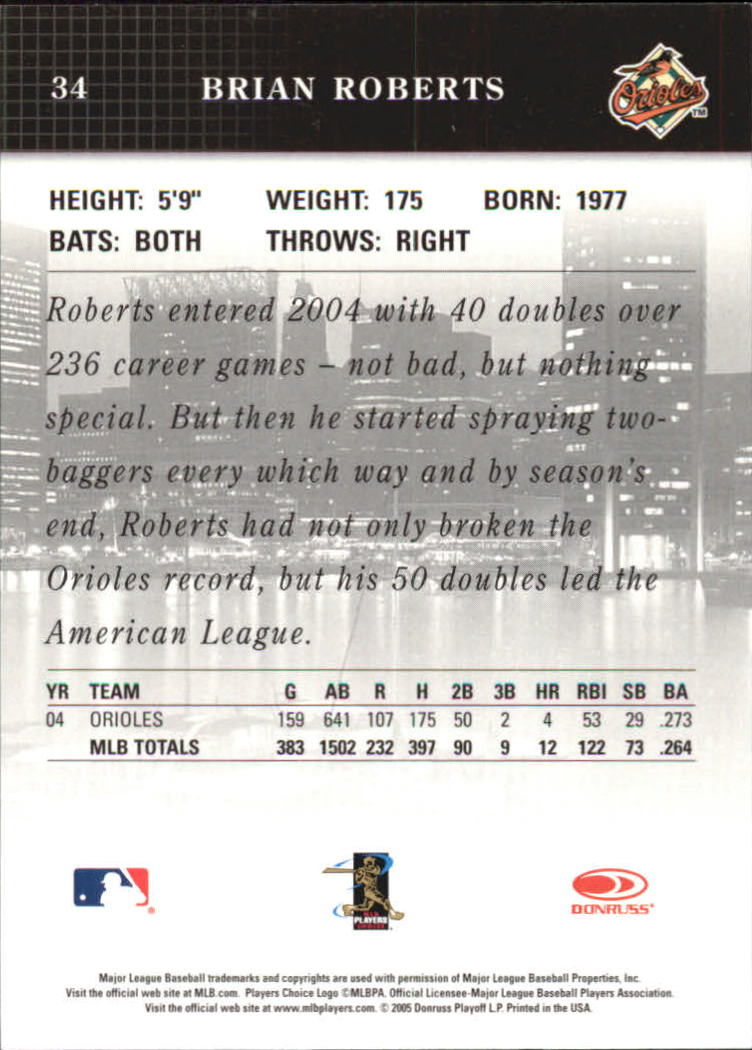 34 BRIAN ROBERTS Orioles TM
HEIGHT: 5'9" WEIGHT: 175 BORN: 1977
BATS: BOTH THROWS: RIGHT
Roberts entered 2004 with 40 doubles over
236 career games – not bad, but nothing
special. But then he started spraying two-
baggers every which way and by season's
end, Roberts had not only broken the
Orioles record, but his 50 doubles led the
American League.
YR TEAM G AB R H 2B 3B HR RBI SB BA
04 ORIOLES 159 641 107 175 50 2 4 53 29 .273
MLB TOTALS 383 1502 232 397 90 9 12 122 73 .264
MLB
PLAYERS
CHOICE
DONRUSS
Major League Baseball trademarks and copyrights are used with permission of Major League Baseball Properties, Inc.
Visit the official web site at MLB.com. Players Choice Logo ©MLBPA. Official Licensee-Major League Baseball Players Association.
Visit the official web site at www.mlbplayers.com. © 2005 Donruss Playoff L.P. Printed in the USA.